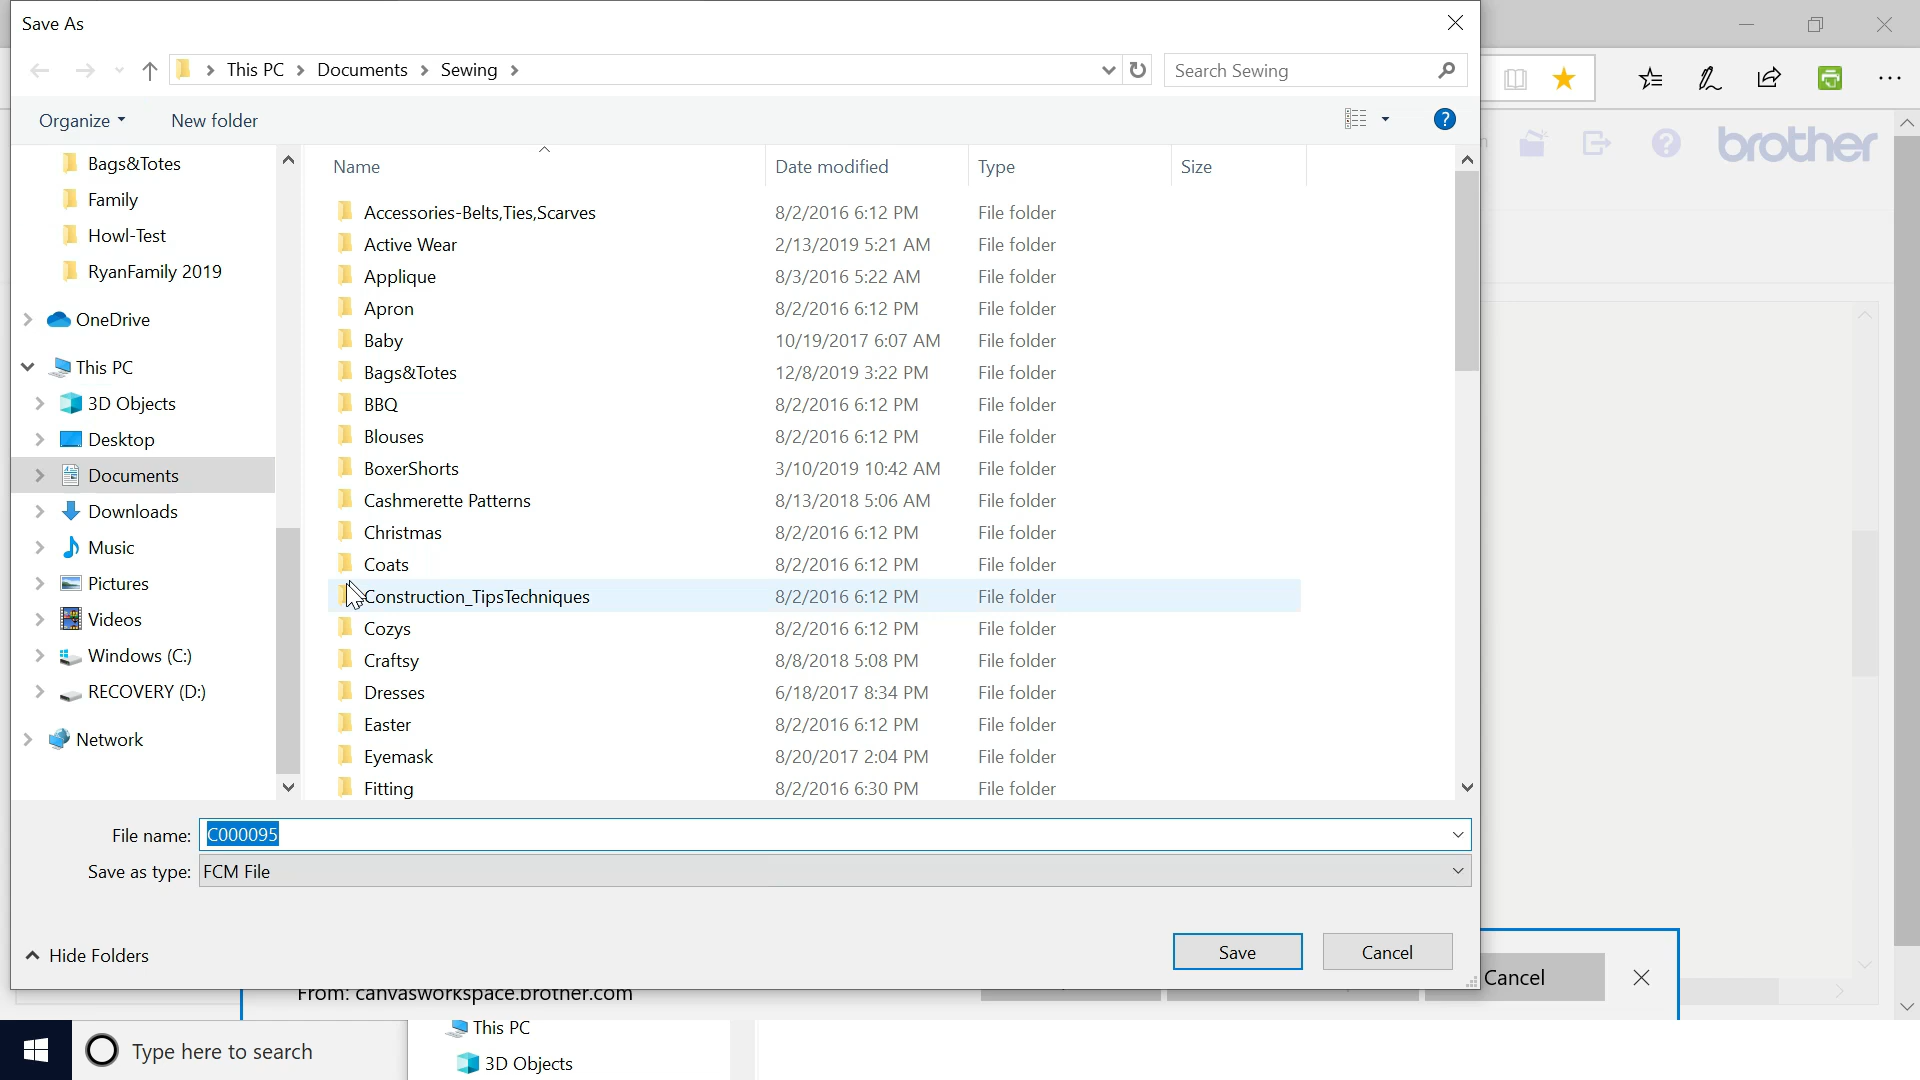 Save As
This PC > Documents > Sewing >
Search Sewing
Organize
New folder
brother
Name
Date modified
Type
Size
Bags&Totes
Family
Howl-Test
RyanFamily 2019
OneDrive
This PC
3D Objects
Desktop
Documents
Downloads
Music
Pictures
Videos
Windows (C:)
RECOVERY (D:)
Network
Accessories-Belts,Ties,Scarves 8/2/2016 6:12 PM File folder
Active Wear 2/13/2019 5:21 AM File folder
Applique 8/3/2016 5:22 AM File folder
Apron 8/2/2016 6:12 PM File folder
Baby 10/19/2017 6:07 AM File folder
Bags&Totes 12/8/2019 3:22 PM File folder
BBQ 8/2/2016 6:12 PM File folder
Blouses 8/2/2016 6:12 PM File folder
BoxerShorts 3/10/2019 10:42 AM File folder
Cashmerette Patterns 8/13/2018 5:06 AM File folder
Christmas 8/2/2016 6:12 PM File folder
Coats 8/2/2016 6:12 PM File folder
Construction_TipsTechniques 8/2/2016 6:12 PM File folder
Cozys 8/2/2016 6:12 PM File folder
Craftsy 8/8/2018 5:08 PM File folder
Dresses 6/18/2017 8:34 PM File folder
Easter 8/2/2016 6:12 PM File folder
Eyemask 8/20/2017 2:04 PM File folder
Fitting 8/2/2016 6:30 PM File folder
File name: C000095
Save as type: FCM File
Hide Folders
Save
Cancel
Cancel
From: canvasworkspace.brother.com
This PC
3D Objects
Type here to search